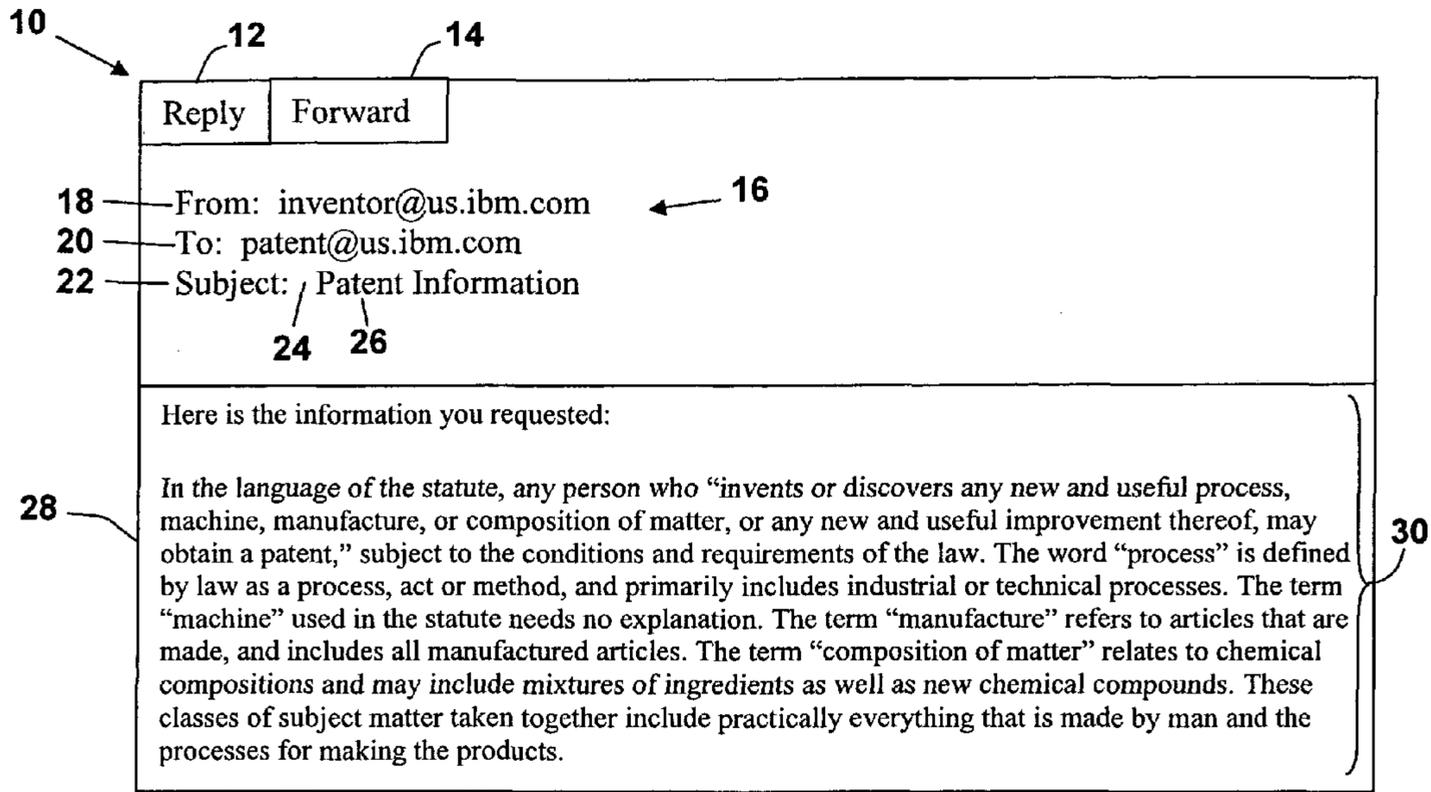 10
12
14
Reply Forward
18 From: inventor@us.ibm.com 16
20 To: patent@us.ibm.com
22 Subject: Patent Information
24 26
Here is the information you requested:
In the language of the statute, any person who “invents or discovers any new and useful process,
machine, manufacture, or composition of matter, or any new and useful improvement thereof, may
obtain a patent,” subject to the conditions and requirements of the law. The word “process” is defined
by law as a process, act or method, and primarily includes industrial or technical processes. The term
“machine” used in the statute needs no explanation. The term “manufacture” refers to articles that are
made, and includes all manufactured articles. The term “composition of matter” relates to chemical
compositions and may include mixtures of ingredients as well as new chemical compounds. These
classes of subject matter taken together include practically everything that is made by man and the
processes for making the products.
28
30